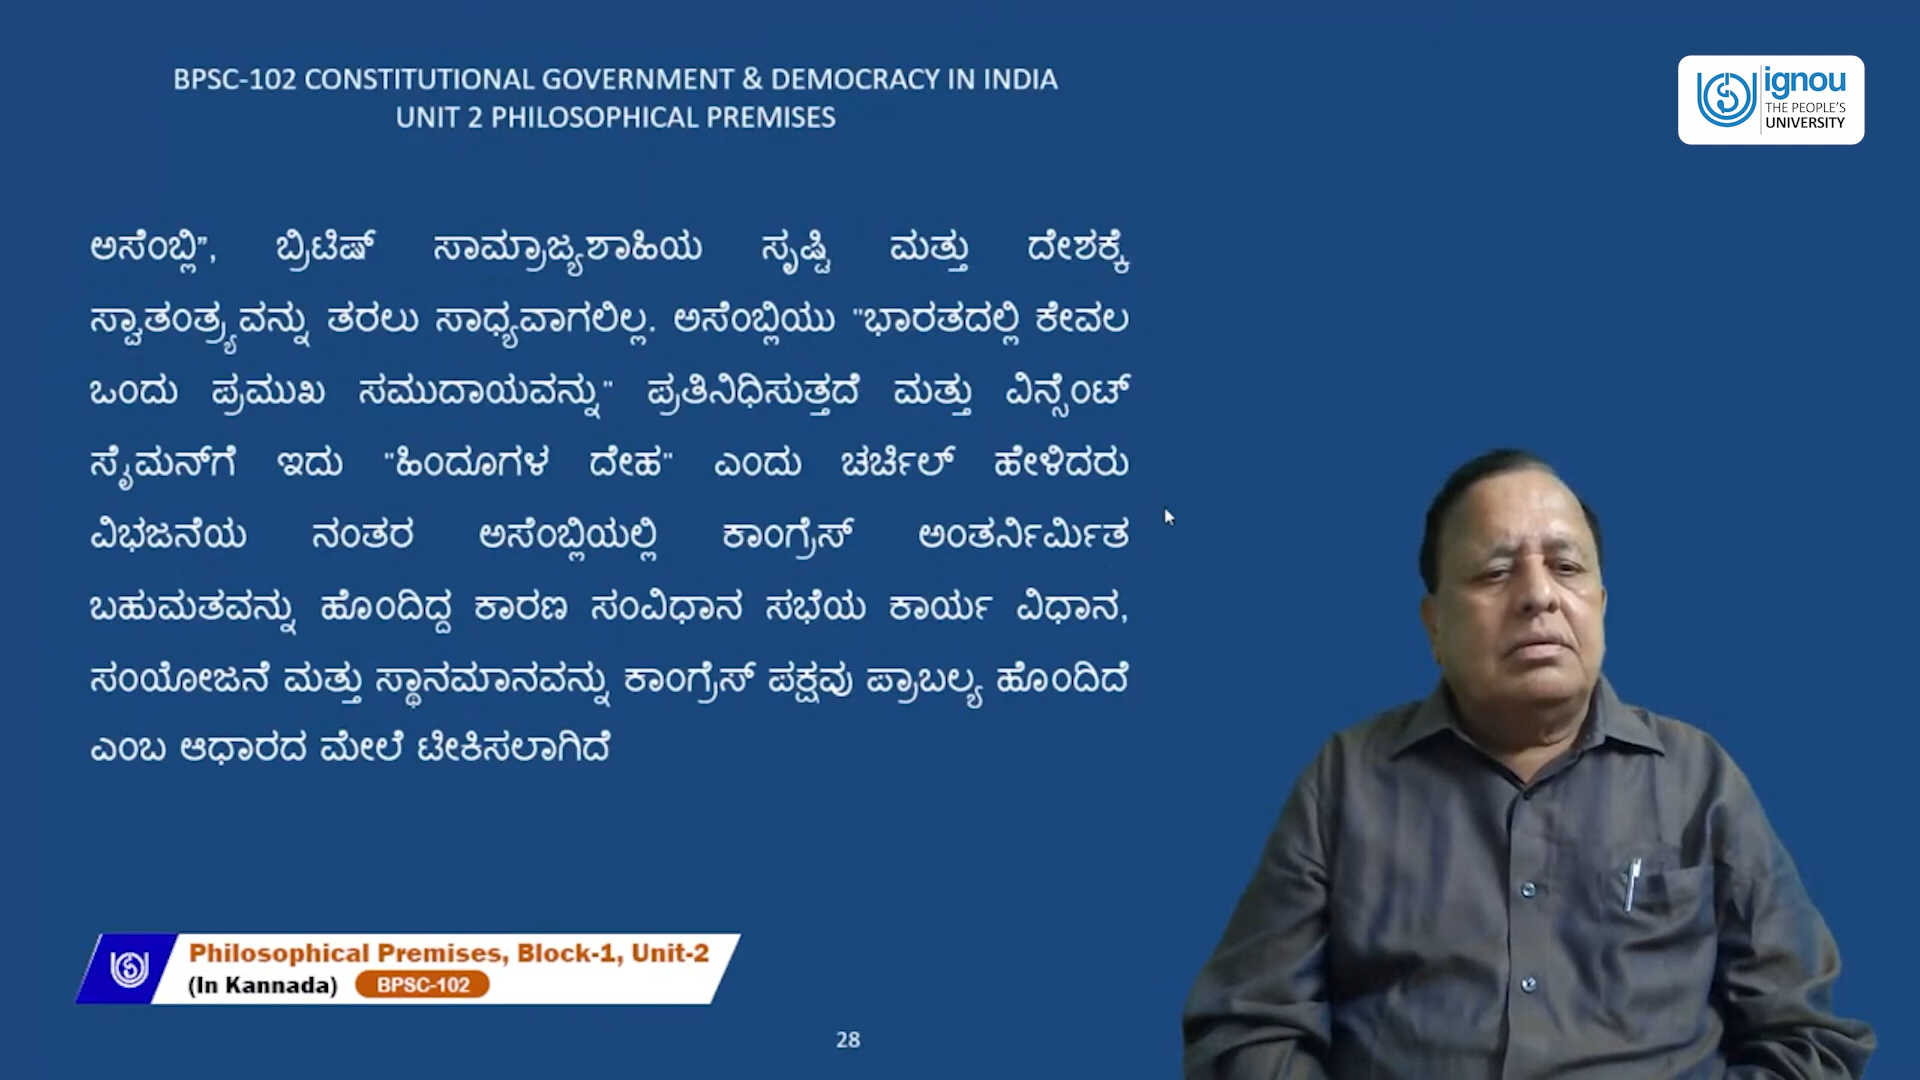 BPSC-102 CONSTITUTIONAL GOVERNMENT & DEMOCRACY IN INDIA
UNIT 2 PHILOSOPHICAL PREMISES
ignou
THE PEOPLE'S
UNIVERSITY
ಅಸೆಂಬ್ಲಿ", ಬ್ರಿಟಿಷ್ ಸಾಮ್ರಾಜ್ಯಶಾಹಿಯ ಸೃಷ್ಟಿ ಮತ್ತು ದೇಶಕ್ಕೆ
ಸ್ವಾತಂತ್ರ್ಯವನ್ನು ತರಲು ಸಾಧ್ಯವಾಗಲಿಲ್ಲ. ಅಸೆಂಬ್ಲಿಯು "ಭಾರತದಲ್ಲಿ ಕೇವಲ
ಒಂದು ಪ್ರಮುಖ ಸಮುದಾಯವನ್ನು" ಪ್ರತಿನಿಧಿಸುತ್ತದೆ ಮತ್ತು ವಿನ್ಸೆಂಟ್
ಸೈಮನ್‌ಗೆ ಇದು "ಹಿಂದೂಗಳ ದೇಹ" ಎಂದು ಚರ್ಚಿಲ್ ಹೇಳಿದರು
ವಿಭಜನೆಯ ನಂತರ ಅಸೆಂಬ್ಲಿಯಲ್ಲಿ ಕಾಂಗ್ರೆಸ್ ಅಂತರ್ನಿರ್ಮಿತ
ಬಹುಮತವನ್ನು ಹೊಂದಿದ್ದ ಕಾರಣ ಸಂವಿಧಾನ ಸಭೆಯ ಕಾರ್ಯ ವಿಧಾನ,
ಸಂಯೋಜನೆ ಮತ್ತು ಸ್ಥಾನಮಾನವನ್ನು ಕಾಂಗ್ರೆಸ್ ಪಕ್ಷವು ಪ್ರಾಬಲ್ಯ ಹೊಂದಿದೆ
ಎಂಬ ಆಧಾರದ ಮೇಲೆ ಟೀಕಿಸಲಾಗಿದೆ
Philosophical Premises, Block-1, Unit-2
(In Kannada) BPSC-102
28